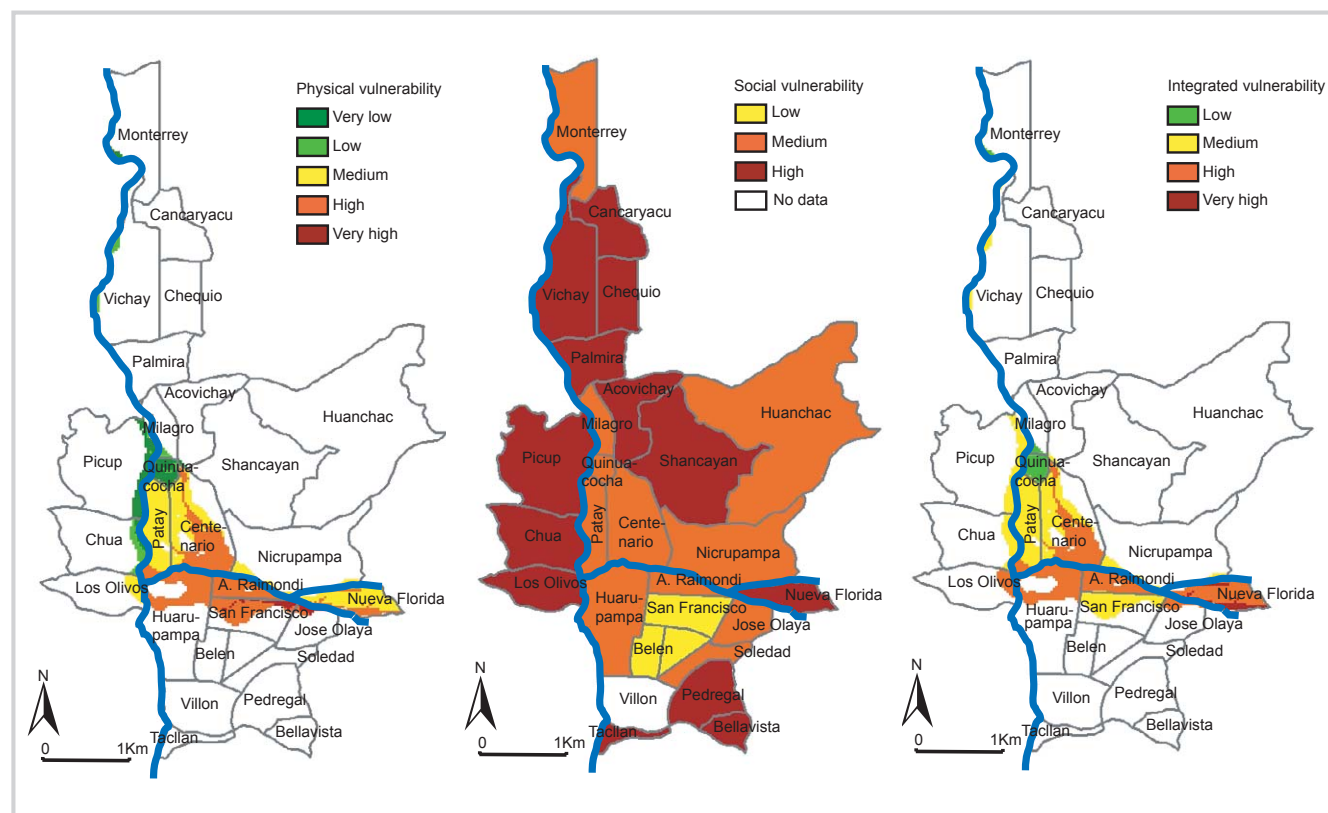 Physical vulnerability
Very low
Low
Medium
High
Very high
Monterrey
Cancaryacu
Vichay
Chequio
Palmira
Acovichay
Huanchac
Milagro
Picup
Quinua-
cocha
Shancayan
Patay
Cente-
nario
Chua
Nicrupampa
Los Olivos
A. Raimondi
Nueva Florida
San Francisco
Huaru-
pampa
Jose Olaya
Belen
Soledad
Villon
Pedregal
Tacllan
Bellavista
N
0
1Km
Social vulnerability
Low
Medium
High
No data
Monterrey
Cancaryacu
Vichay
Chequio
Palmira
Acovichay
Huanchac
Milagro
Picup
Quinua-
cocha
Shancayan
Patay
Cente-
nario
Chua
Nicrupampa
Los Olivos
A. Raimondi
Nueva Florida
Huaru-
pampa
San Francisco
Jose Olaya
Belen
Soledad
Villon
Pedregal
Tacllan
Bellavista
N
0
1Km
Integrated vulnerability
Low
Medium
High
Very high
Monterrey
Cancaryacu
Vichay
Chequio
Palmira
Acovichay
Huanchac
Milagro
Picup
Quinua-
cocha
Shancayan
Patay
Cente-
nario
Chua
Nicrupampa
Los Olivos
A. Raimondi
Nueva Florida
San Francisco
Huaru-
pampa
Jose Olaya
Belen
Soledad
Villon
Pedregal
Tacllan
Bellavista
N
0
1Km